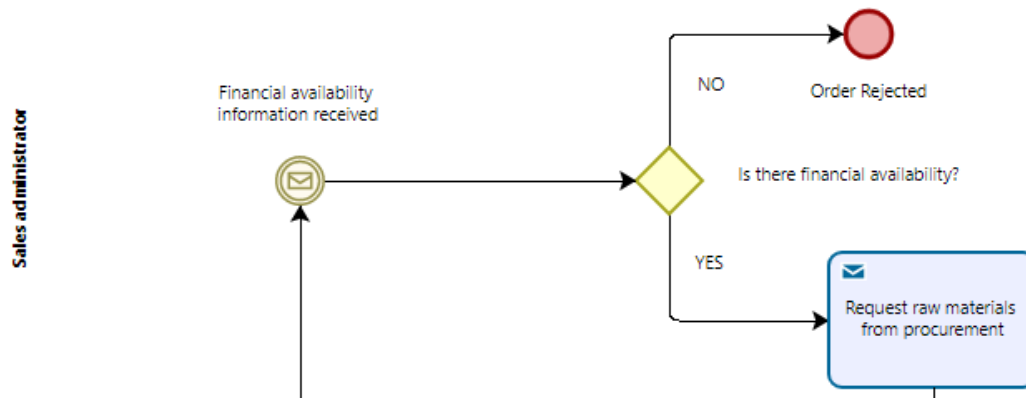 Sales administrator
Financial availability
information received
NO
Order Rejected
Is there financial availability?
YES
Request raw materials
from procurement